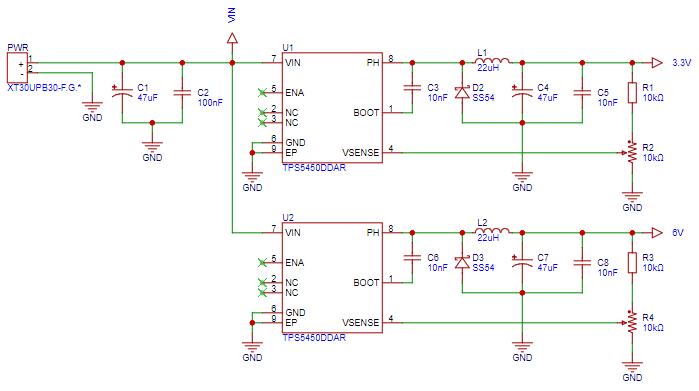 VIN
PWR
1
+
2
-
XT30UPB30-F.G.*
GND
C1
47uF
C2
100nF
GND
U1
7 VIN
PH 8
5 ENA
2 NC
3 NC
BOOT 1
6 GND
9 EP
VSENSE 4
TPS5450DDAR
GND
C3
10nF
D2
SS54
L1
22uH
C4
47uF
C5
10nF
GND
3.3V
R1
10kΩ
R2
10kΩ
GND
U2
7 VIN
PH 8
5 ENA
2 NC
3 NC
BOOT 1
6 GND
9 EP
VSENSE 4
TPS5450DDAR
GND
C6
10nF
D3
SS54
L2
22uH
C7
47uF
C8
10nF
GND
6V
R3
10kΩ
R4
10kΩ
GND